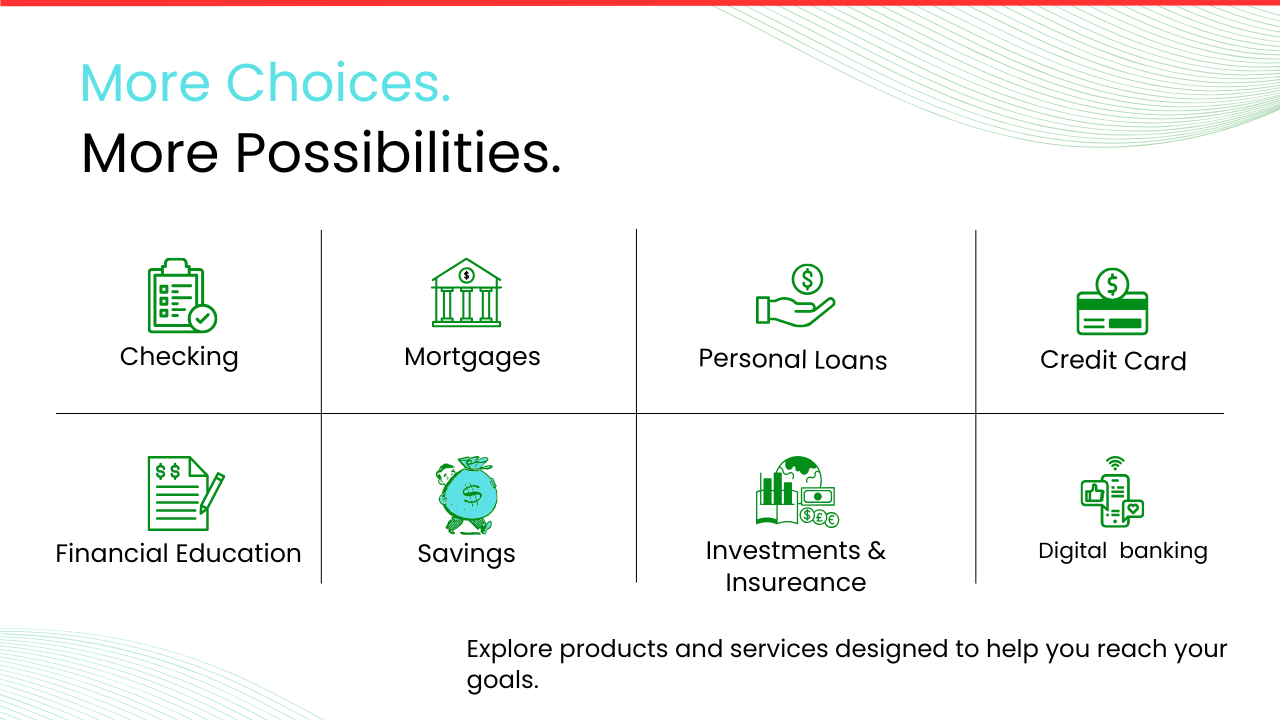 More Choices.
More Possibilities.
Checking
Mortgages
Personal Loans
Credit Card
Financial Education
Savings
Investments &
Insureance
Digital  banking
Explore products and services designed to help you reach your
goals.